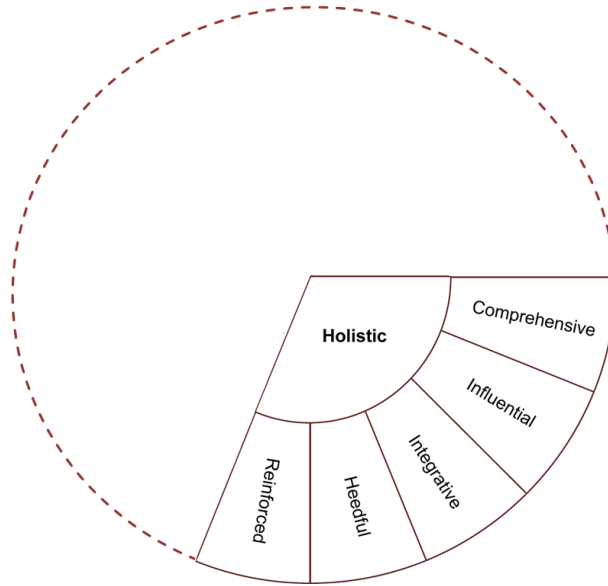 Holistic
Comprehensive
Influential
Integrative
Heedful
Reinforced